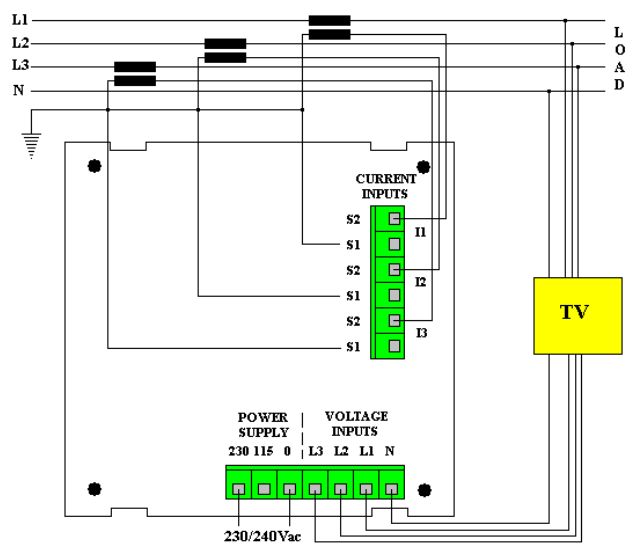 L1
L2
L3
N
L
O
A
D
CURRENT
INPUTS
S2
I1
S1
S2
I2
S1
S2
I3
S1
TV
POWER
SUPPLY
VOLTAGE
INPUTS
230 115 0 L3 L2 L1 N
230/240Vac